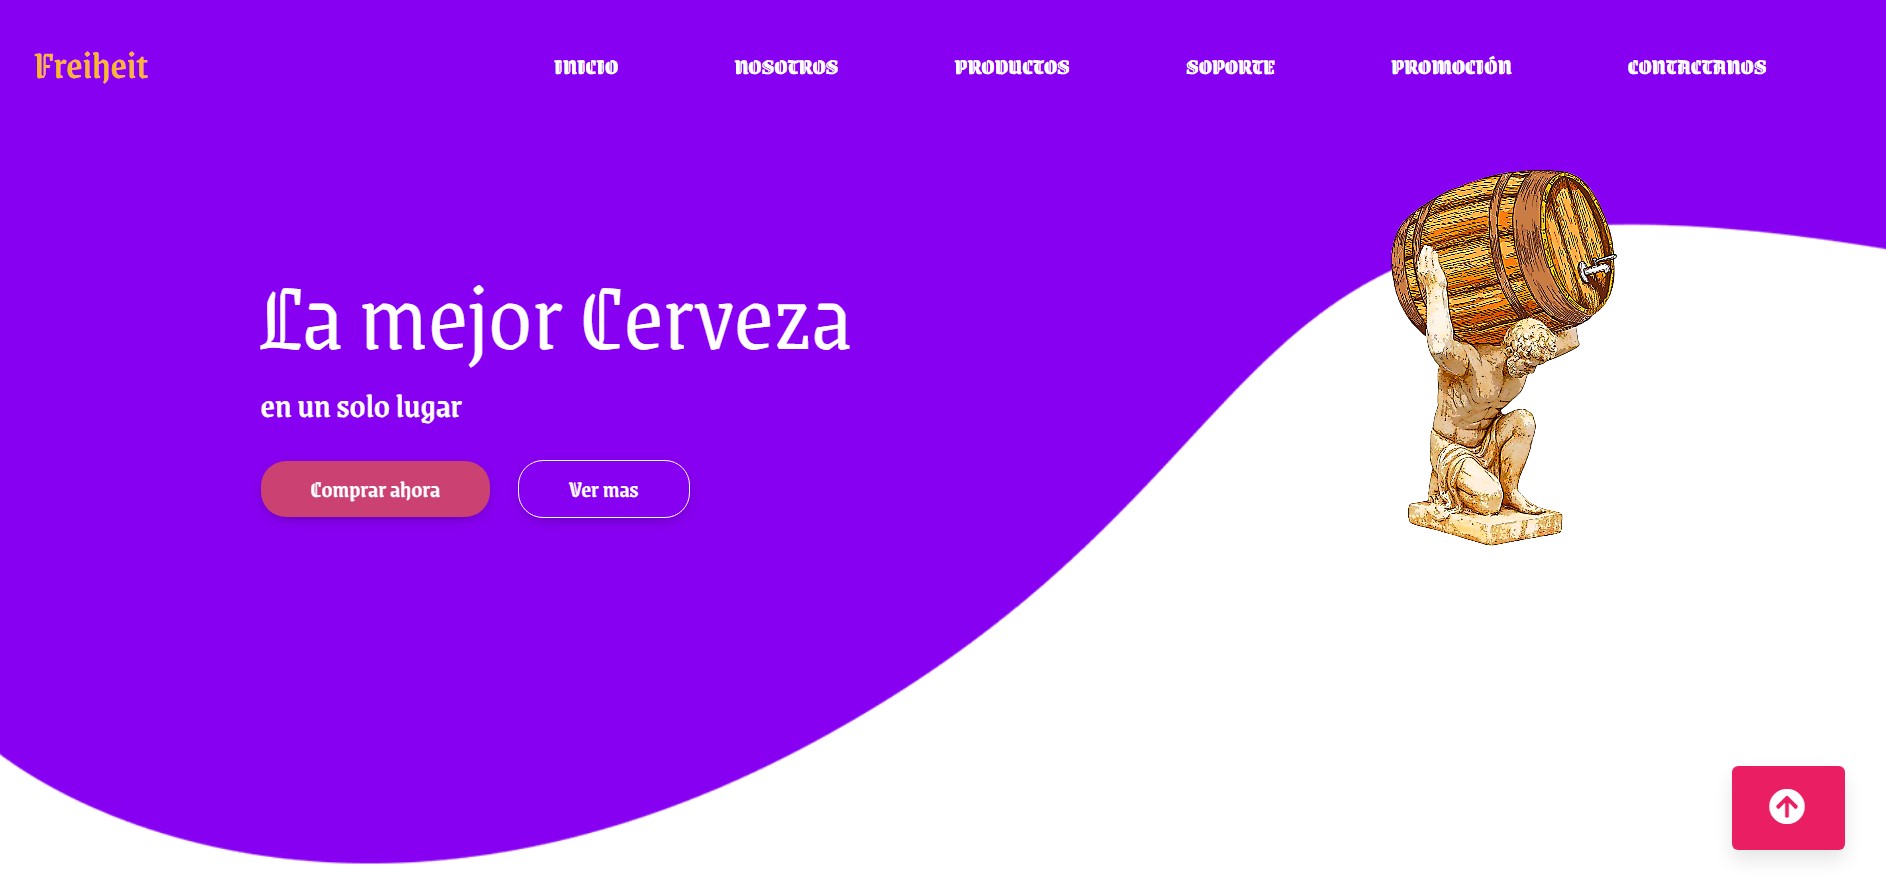 Freiheit
INICIO
NOSOTROS
PRODUCTOS
SOPORTE
PROMOCIÓN
CONTACTANOS
La mejor Cerveza
en un solo lugar
Comprar ahora
Ver mas